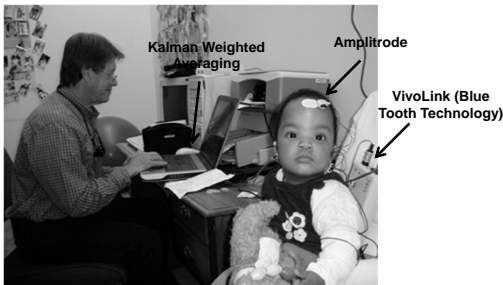 Kalman Weighted
Averaging
Amplitrode
VivoLink (Blue
Tooth Technology)